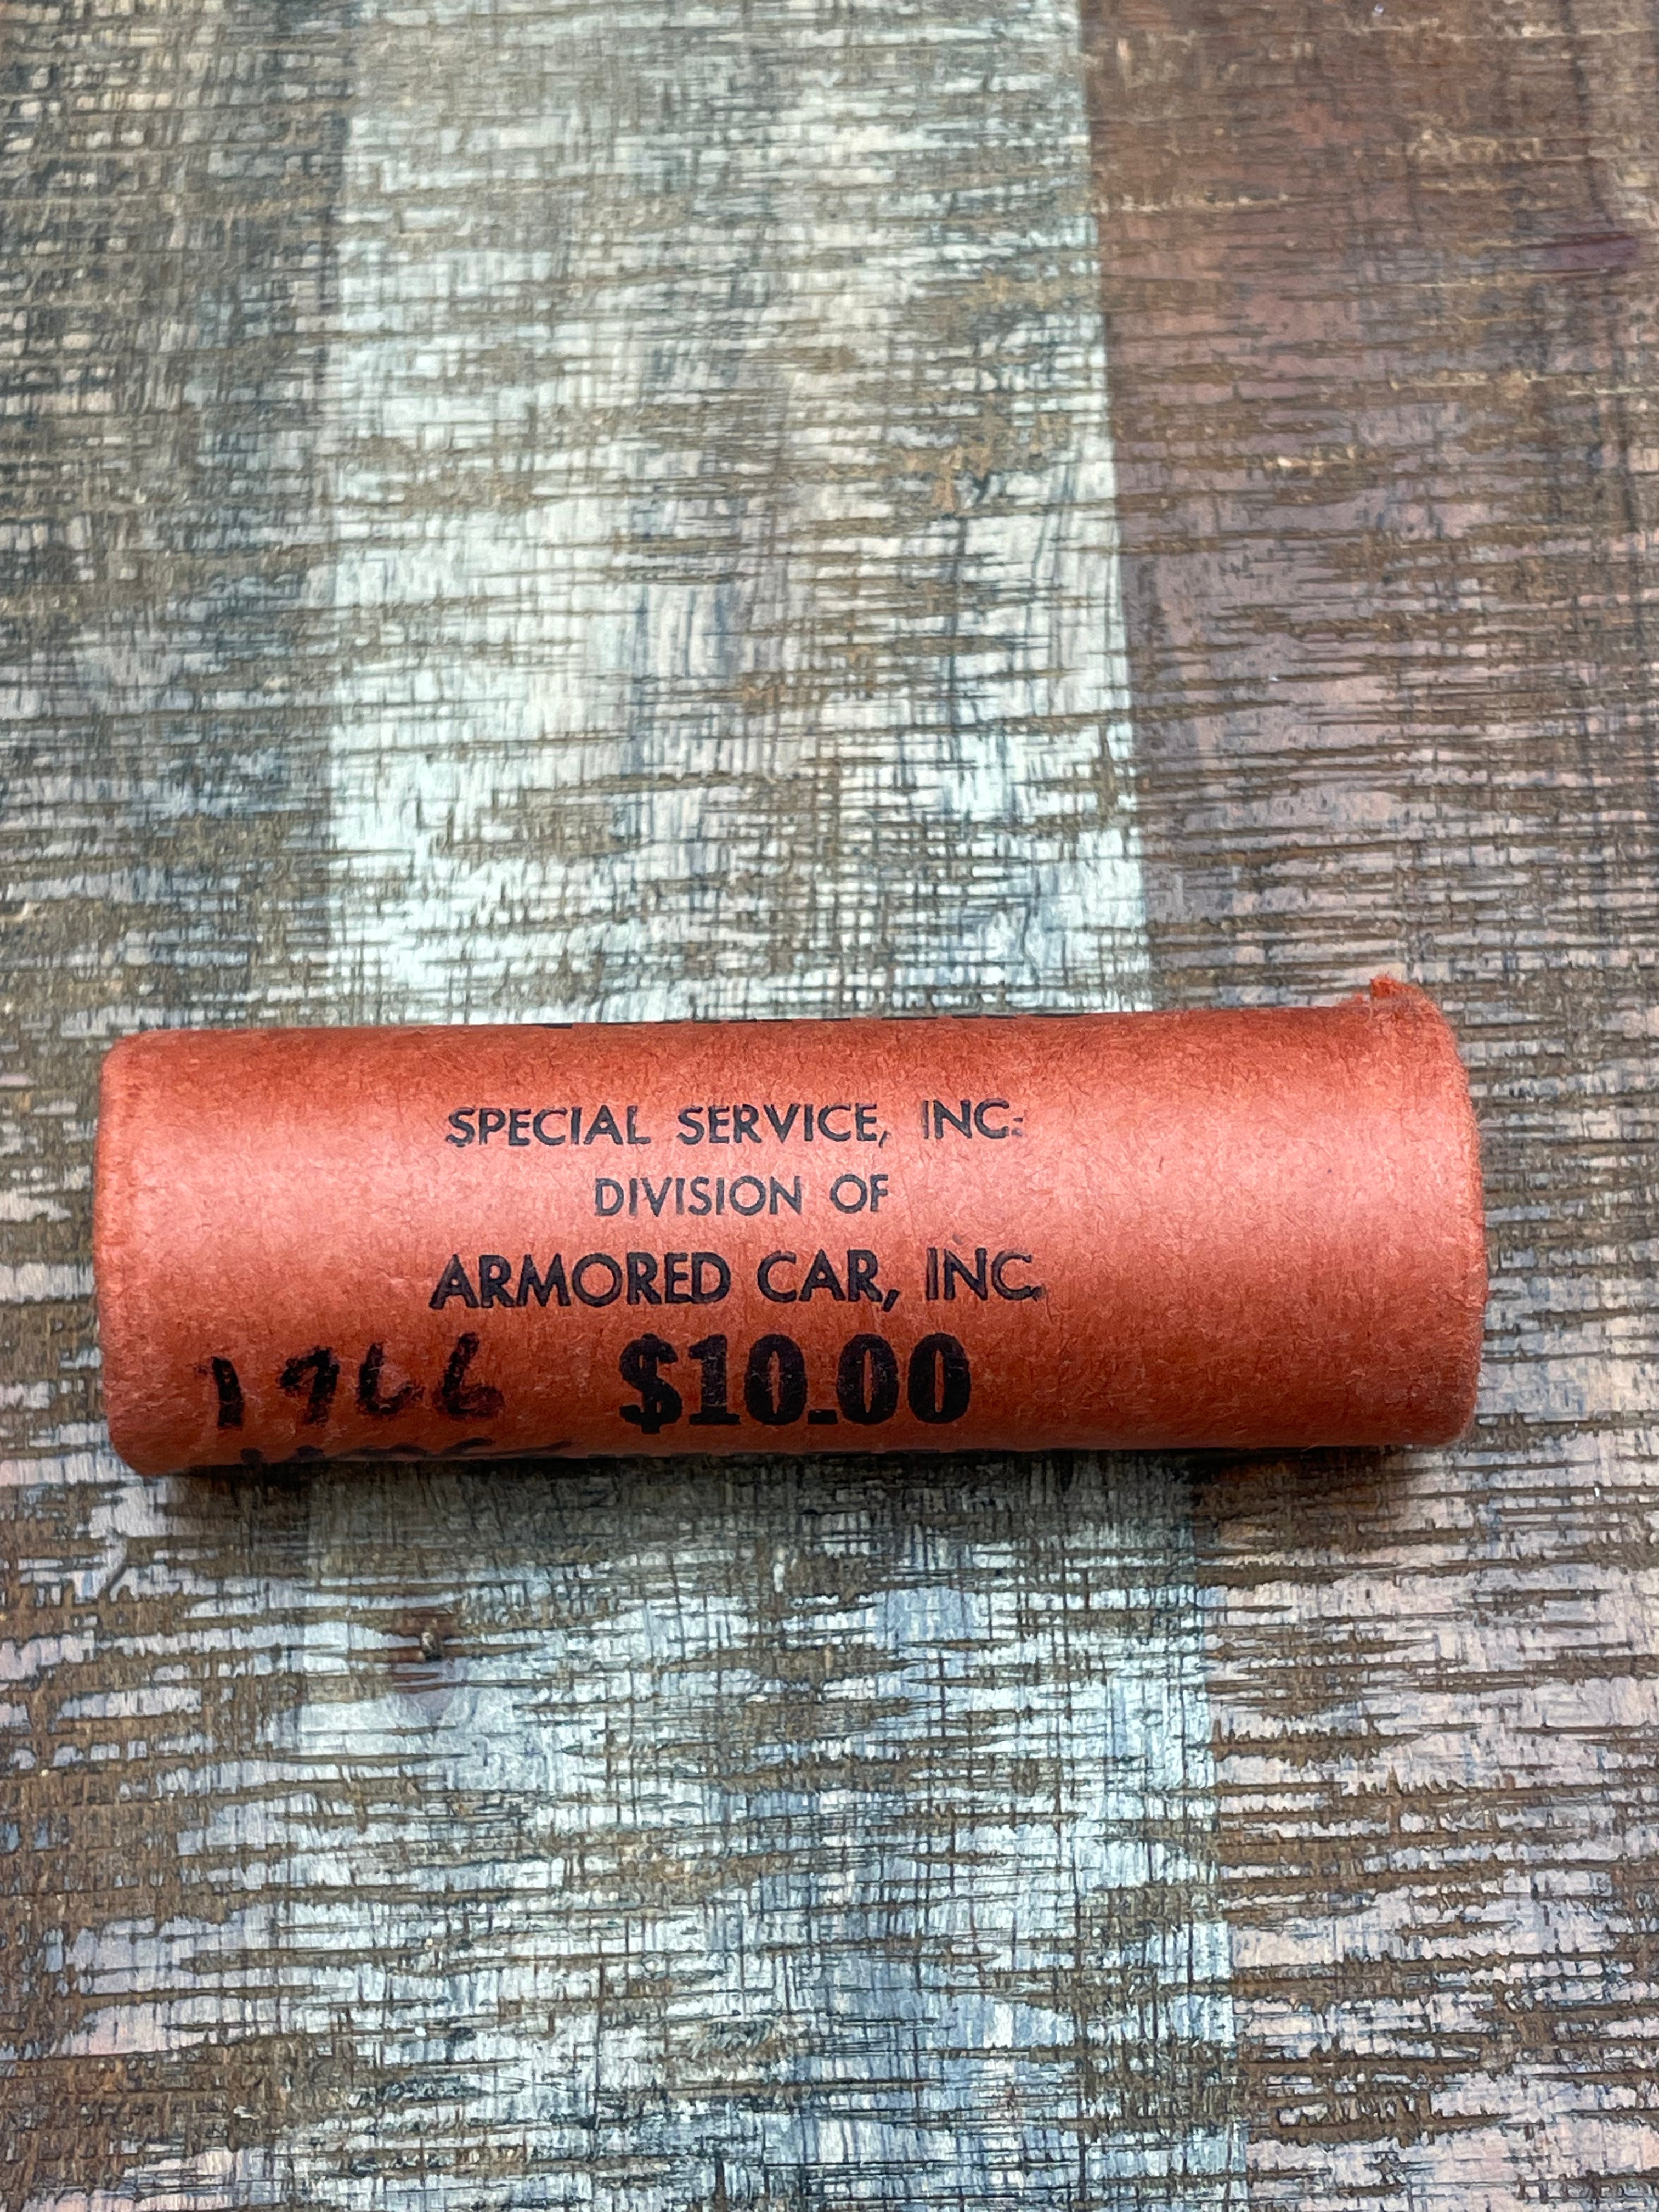 SPECIAL SERVICE, INC.
DIVISION OF
ARMORED CAR, INC.
1966 $10.00